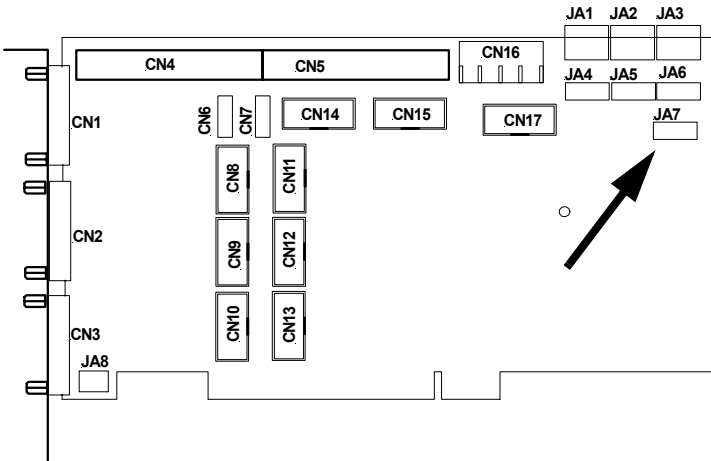 JA1 JA2 JA3
CN16
CN4 CN5
JA4 JA5 JA6
CN6 CN7 CN14 CN15 CN17 JA7
CN1
CN8 CN11
CN2
CN9 CN12
CN10 CN13
CN3
JA8